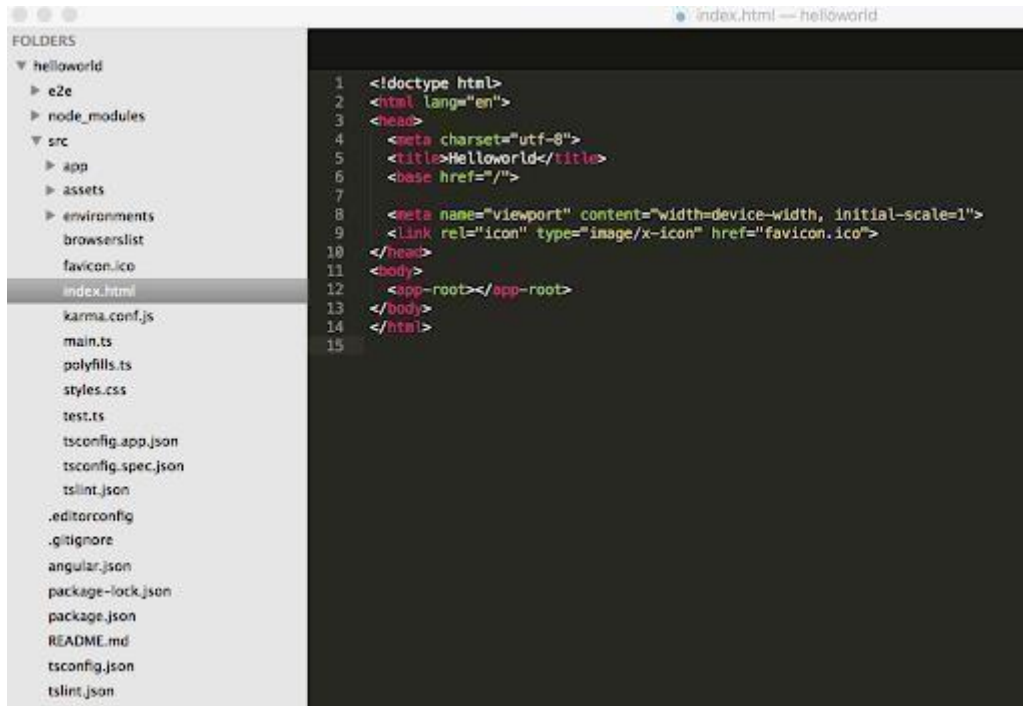 index.html — helloworld
FOLDERS
helloworld
e2e
node_modules
src
app
assets
environments
browserslist
favicon.ico
index.html
karma.conf.js
main.ts
polyfills.ts
styles.css
test.ts
tsconfig.app.json
tsconfig.spec.json
tslint.json
.editorconfig
.gitignore
angular.json
package-lock.json
package.json
README.md
tsconfig.json
tslint.json
1 <!doctype html>
2 <html lang="en">
3 <head>
4 <meta charset="utf-8">
5 <title>Helloworld</title>
6 <base href="/">
7
8 <meta name="viewport" content="width=device-width, initial-scale=1">
9 <link rel="icon" type="image/x-icon" href="favicon.ico">
10 </head>
11 <body>
12 <app-root></app-root>
13 </body>
14 </html>
15